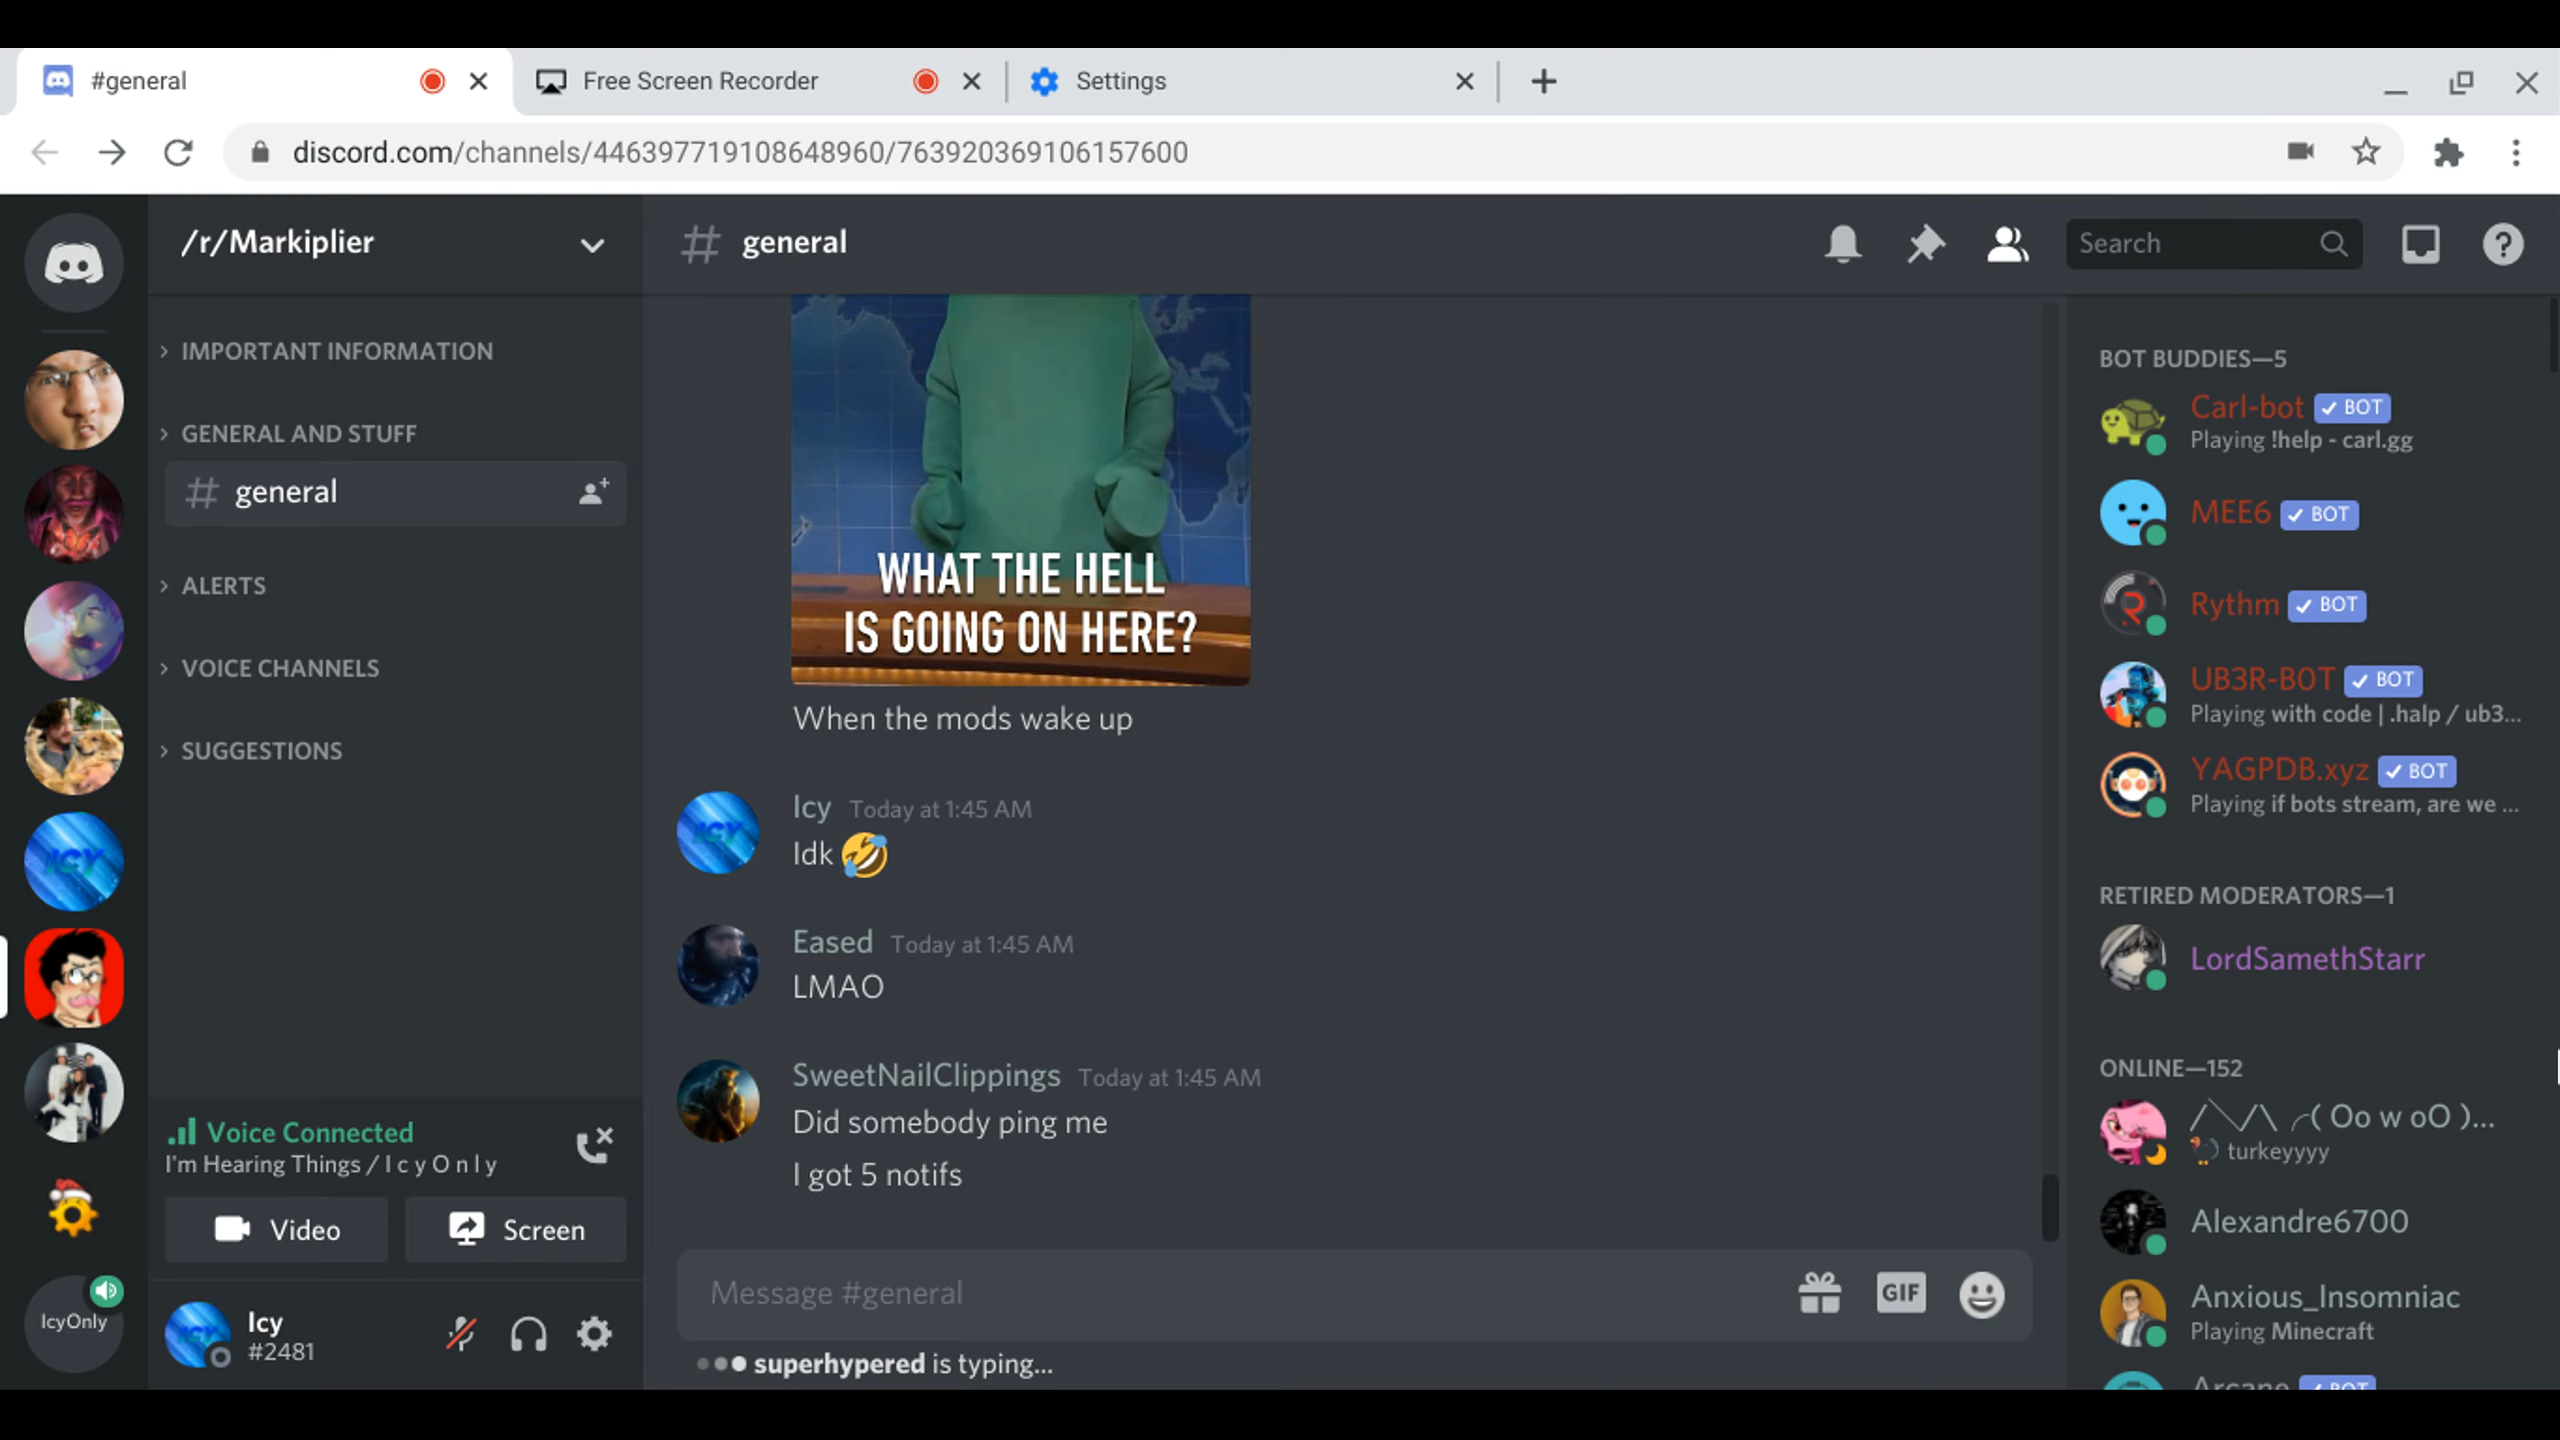 #general
Free Screen Recorder
Settings
discord.com/channels/446397719108648960/763920369106157600
/r/Markiplier
general
Search
IMPORTANT INFORMATION
GENERAL AND STUFF
general
ALERTS
VOICE CHANNELS
SUGGESTIONS
Voice Connected
I'm Hearing Things / I c y O n l y
Video
Screen
IcyOnly
Icy
#2481
WHAT THE HELL
IS GOING ON HERE?
When the mods wake up
Icy Today at 1:45 AM
Idk 🤣
Eased Today at 1:45 AM
LMAO
SweetNailClippings Today at 1:45 AM
Did somebody ping me
I got 5 notifs
Message #general
GIF
superhypered is typing...
BOT BUDDIES—5
Carl-bot ✓ BOT
Playing !help - carl.gg
MEE6 ✓ BOT
Rythm ✓ BOT
UB3R-B0T ✓ BOT
Playing with code | .halp / ub3...
YAGPDB.xyz ✓ BOT
Playing if bots stream, are we ...
RETIRED MODERATORS—1
LordSamethStarr
ONLINE—152
/╲/\╭( Oo w oO )...
turkeyyyy
Alexandre6700
Anxious_Insomniac
Playing Minecraft
Arcane ✓ BOT